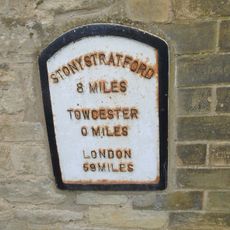 STONYSTRATFORD
8 MILES
TOWCESTER
0 MILES
LONDON
59 MILES